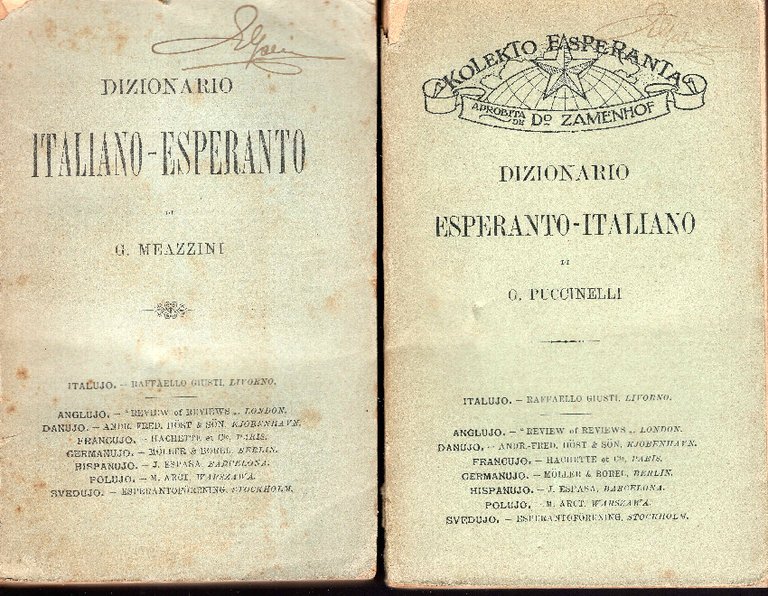 DIZIONARIO
ITALIANO-ESPERANTO
DI
G. MEAZZINI
ITALUJO. — RAFFAELLO GIUSTI, LIVORNO.
ANGLUJO. — "REVIEW of REVIEWS „. LONDON.
DANUJO. — ANDR. FRED. HÖST & SÖN, KJOBENHAVN.
FRANCUJO. — HACHETTE et Cie. PARIS.
GERMANUJO. — MÖLLER & BOREL, BERLIN.
HISPANUJO. — J. ESPASA, BARCELONA.
POLUJO. — M. ARCT, WARSZAWA.
SVEDUJO. — ESPERANTOFÖRENING, STOCKHOLM.
KOLEKTO ESPERANTA
APROBITA DE Do ZAMENHOF
DIZIONARIO
ESPERANTO-ITALIANO
DI
G. PUCCINELLI
ITALUJO. — RAFFAELLO GIUSTI, LIVORNO.
ANGLUJO. — "REVIEW of REVIEWS „. LONDON.
DANUJO. — ANDR.-FRED. HÖST & SÖN, KJOBENHAVN.
FRANCUJO. — HACHETTE et Cie. PARIS.
GERMANUJO. — MÖLLER & BOREL, BERLIN.
HISPANUJO. — J. ESPASA, BARCELONA.
POLUJO. — M. ARCT, WARSZAWA.
SVEDUJO. — ESPERANTOFÖRENING, STOCKHOLM.